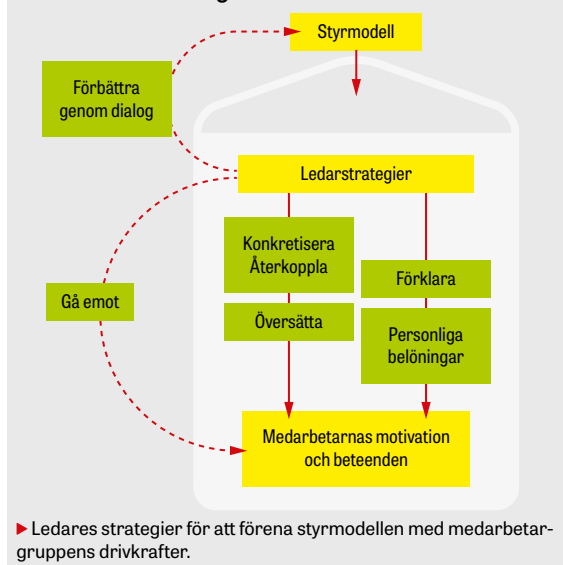 Styrmodell
Förbättra
genom dialog
Ledarstrategier
Konkretisera
Återkoppla
Förklara
Gå emot
Översätta
Personliga
belöningar
Medarbetarnas motivation
och beteenden
▶ Ledares strategier för att förena styrmodellen med medarbetar-
gruppens drivkrafter.